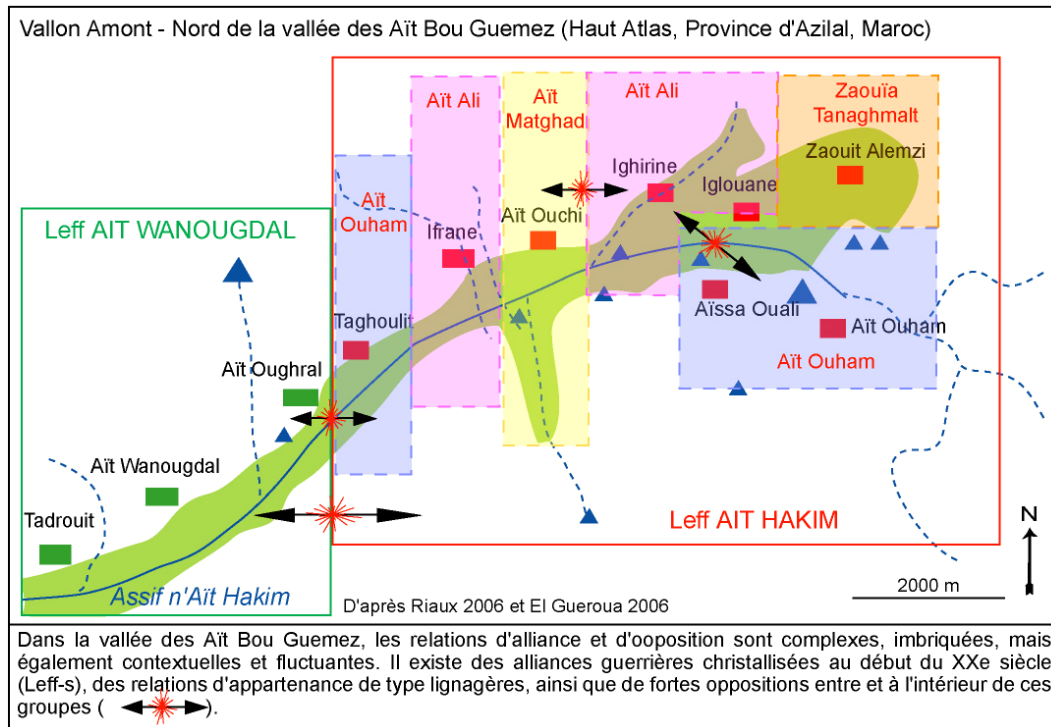 Vallon Amont - Nord de la vallée des Aït Bou Guemez (Haut Atlas, Province d'Azilal, Maroc)
Aït Ali
Aït
Matghad
Aït Ali
Zaouïa
Tanaghmalt
Zaouit Alemzi
Ighirine
Iglouane
Aït
Ouham
Leff AIT WANOUGDAL
Ifrane
Aït Ouchi
Aïssa Ouali
Taghoulit
Aït Ouham
Aït Ouham
Aït Oughral
Aït Wanougdal
Tadrouit
Leff AIT HAKIM
N
2000 m
Assif n'Aït Hakim
D'après Riaux 2006 et El Gueroua 2006
Dans la vallée des Aït Bou Guemez, les relations d'alliance et d'ooposition sont complexes, imbriquées, mais
également contextuelles et fluctuantes. Il existe des alliances guerrières christallisées au début du XXe siècle
(Leff-s), des relations d'appartenance de type lignagères, ainsi que de fortes oppositions entre et à l'intérieur de ces
groupes ( ).